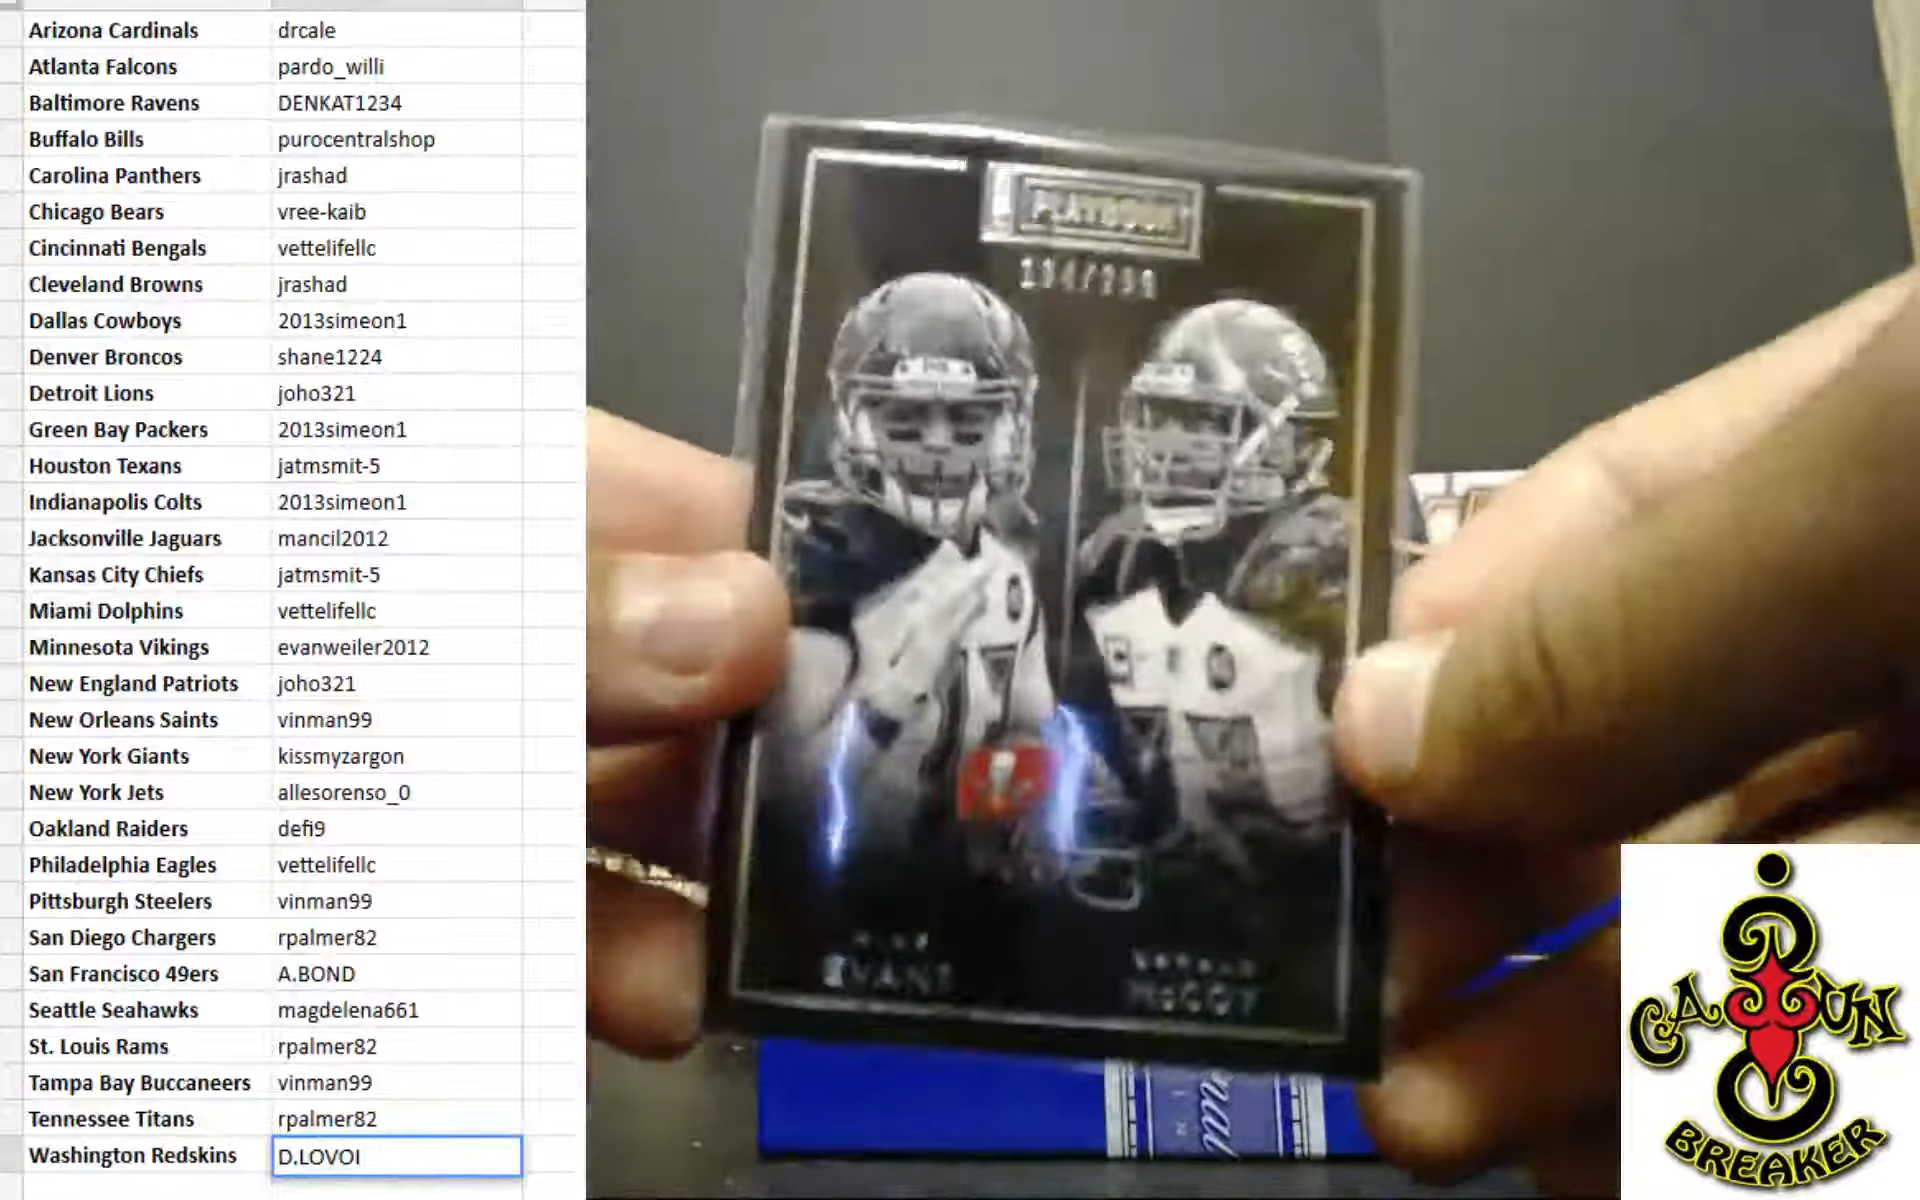 Arizona Cardinals drcale
Atlanta Falcons pardo_willi
Baltimore Ravens DENKAT1234
Buffalo Bills purocentralshop
Carolina Panthers jrashad
Chicago Bears vree-kaib
Cincinnati Bengals vettelifellc
Cleveland Browns jrashad
Dallas Cowboys 2013simeon1
Denver Broncos shane1224
Detroit Lions joho321
Green Bay Packers 2013simeon1
Houston Texans jatmsmit-5
Indianapolis Colts 2013simeon1
Jacksonville Jaguars mancil2012
Kansas City Chiefs jatmsmit-5
Miami Dolphins vettelifellc
Minnesota Vikings evanweiler2012
New England Patriots joho321
New Orleans Saints vinman99
New York Giants kissmyzargon
New York Jets allesorenso_0
Oakland Raiders defi9
Philadelphia Eagles vettelifellc
Pittsburgh Steelers vinman99
San Diego Chargers rpalmer82
San Francisco 49ers A.BOND
Seattle Seahawks magdelena661
St. Louis Rams rpalmer82
Tampa Bay Buccaneers vinman99
Tennessee Titans rpalmer82
Washington Redskins D.LOVOI
PLAYBOOK
MIKE
EVANS
GERALD
McCOY
CAJUN
BREAKER